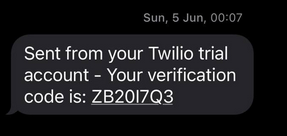 Sun, 5 Jun, 00:07
Sent from your Twilio trial
account - Your verification
code is: ZB20I7Q3